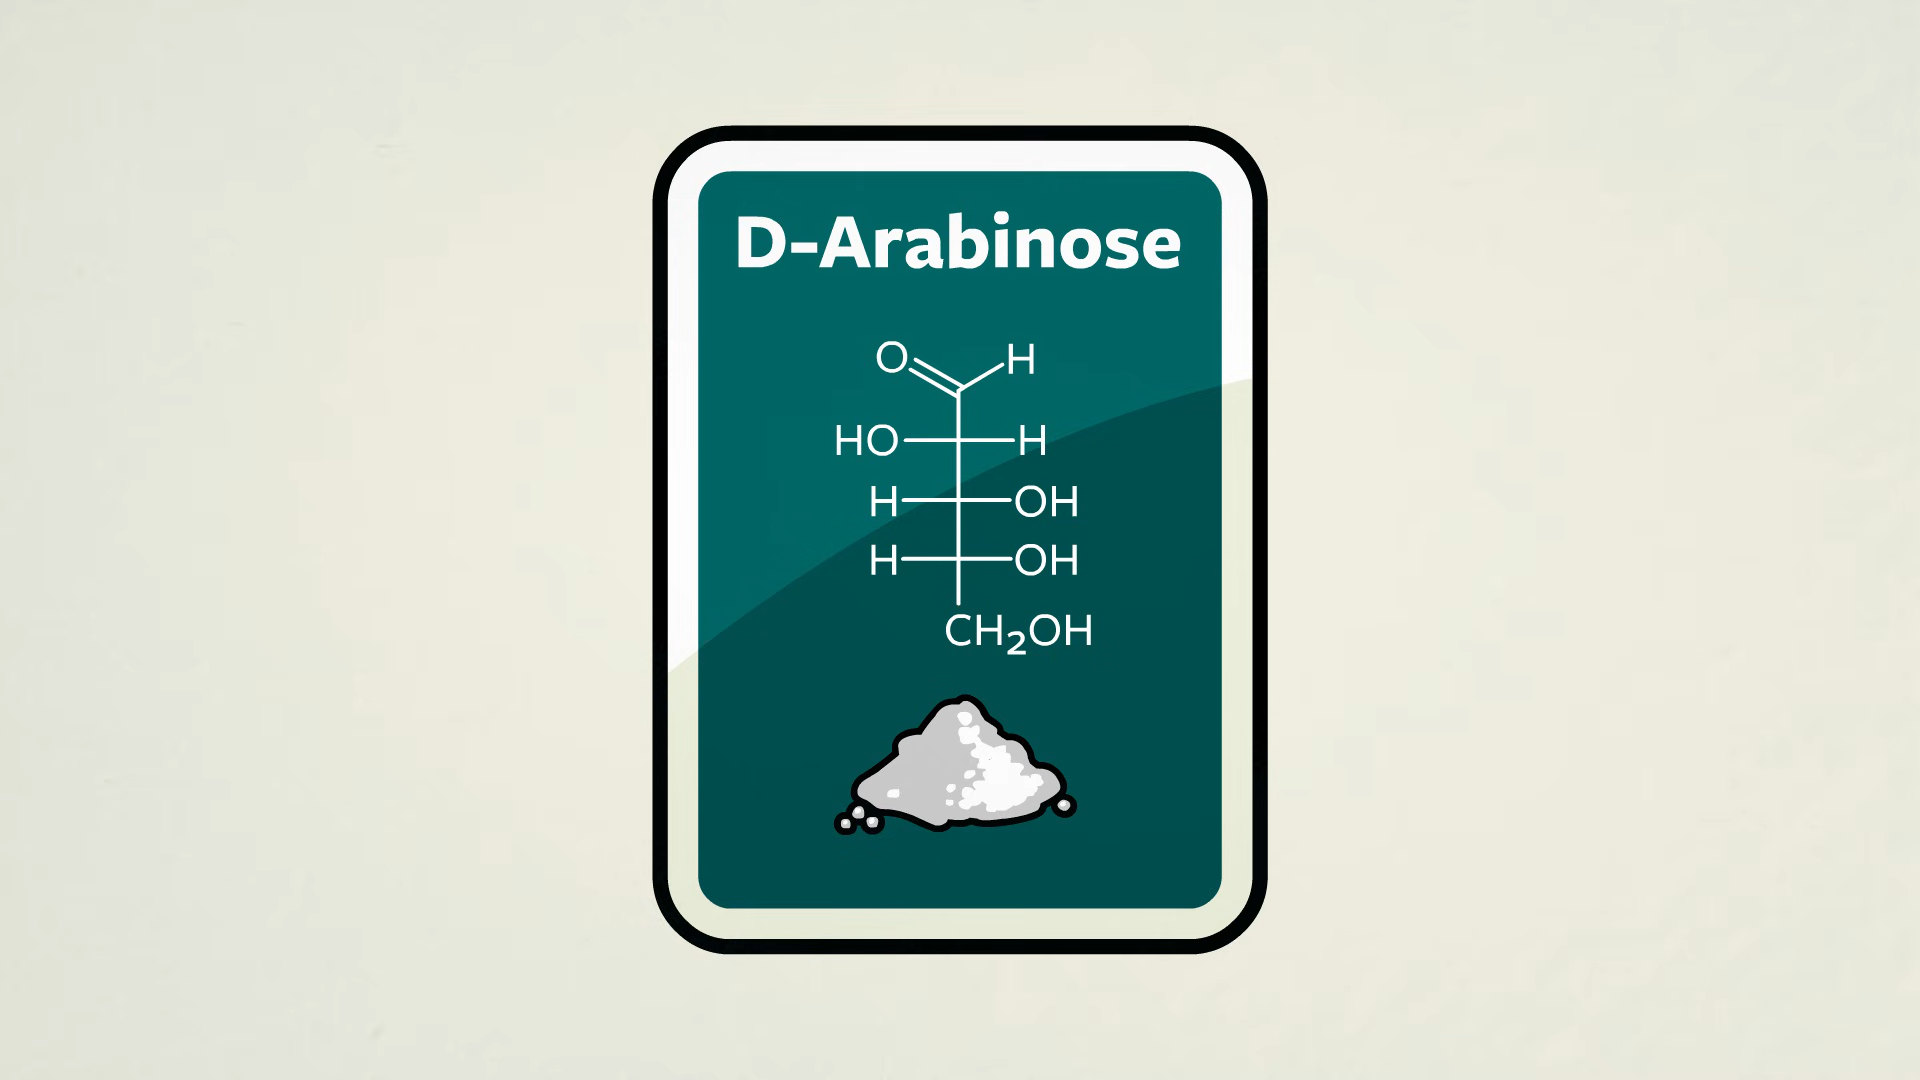 D-Arabinose
O H
HO H
H OH
H OH
CH₂OH